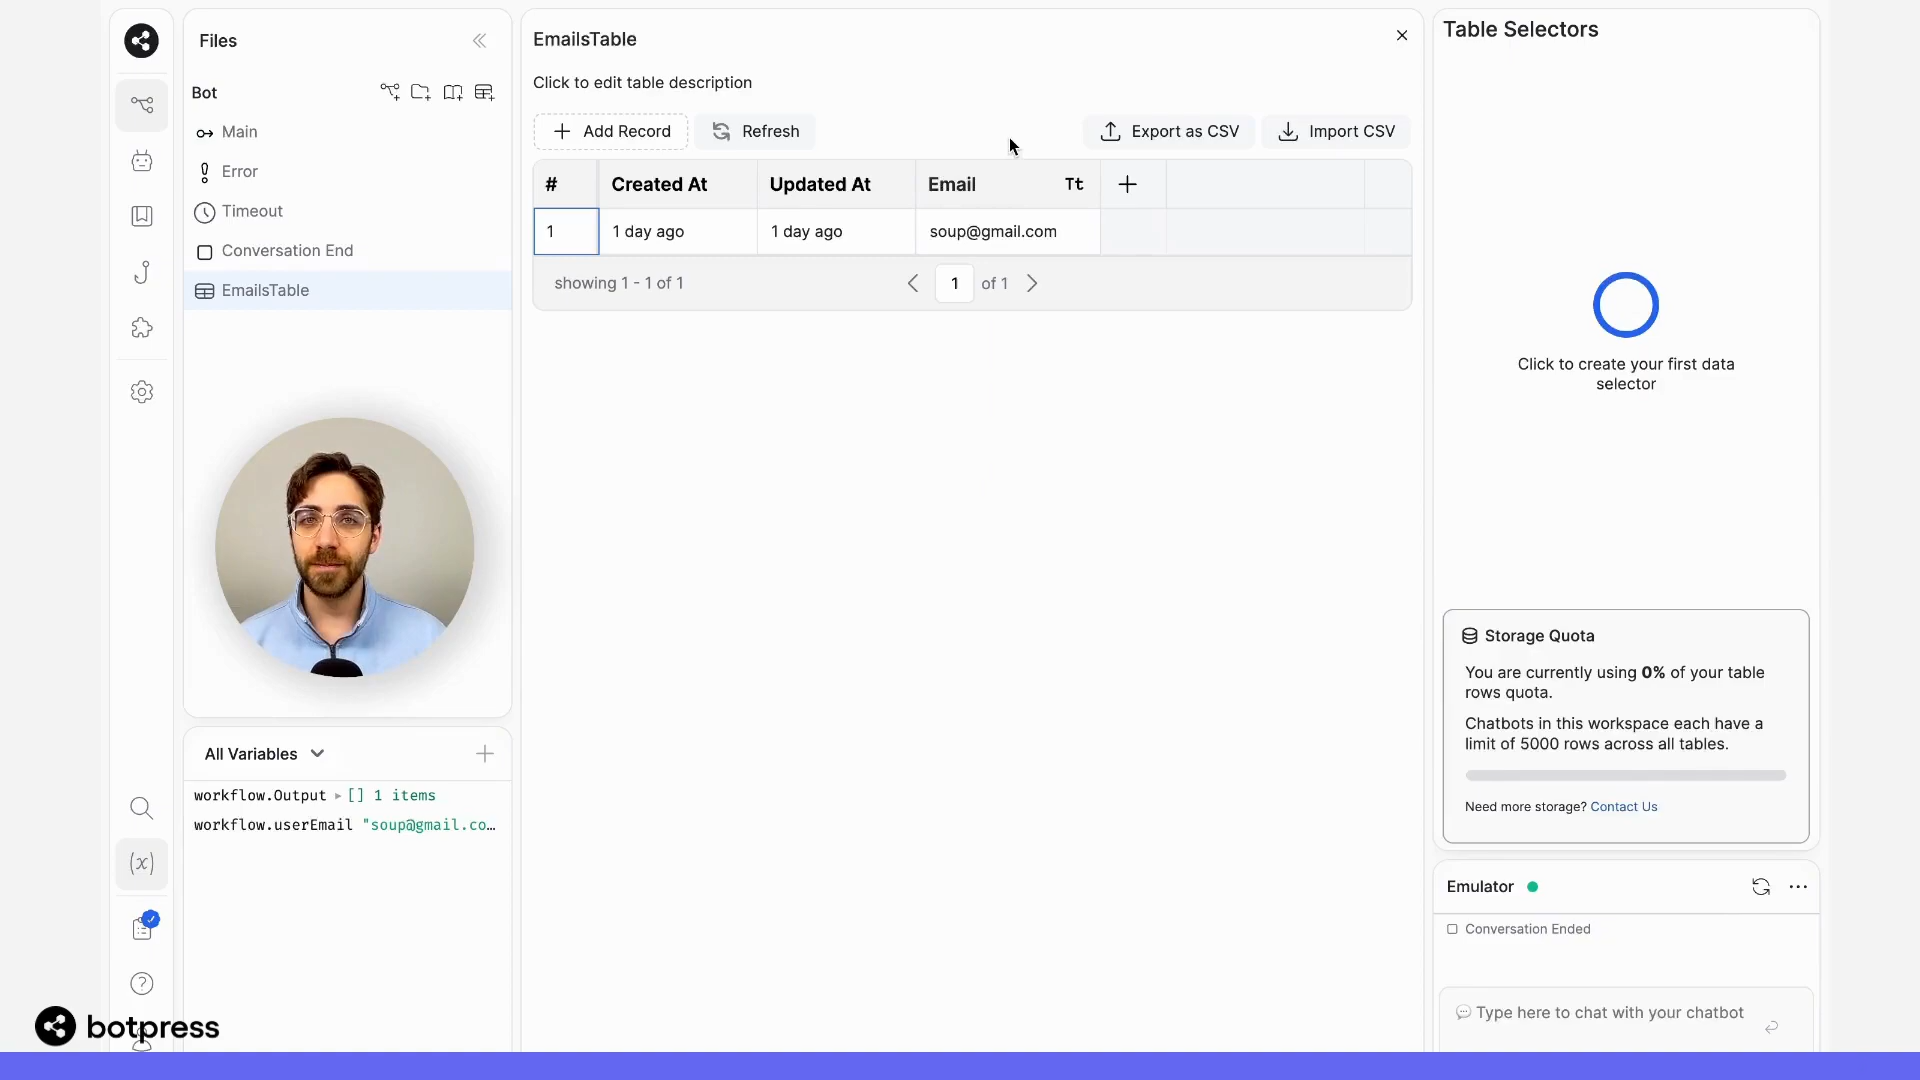 Files
Bot
Main
Error
Timeout
Conversation End
EmailsTable
All Variables
workflow.Output ▸ [] 1 items
workflow.userEmail "soup@gmail.co…
(x)
botpress
EmailsTable
Click to edit table description
Add Record
Refresh
Export as CSV
Import CSV
# Created At Updated At Email Tt
1 1 day ago 1 day ago soup@gmail.com
showing 1 - 1 of 1
1 of 1
Table Selectors
Click to create your first data
selector
Storage Quota
You are currently using 0% of your table
rows quota.
Chatbots in this workspace each have a
limit of 5000 rows across all tables.
Need more storage? Contact Us
Emulator
Conversation Ended
Type here to chat with your chatbot